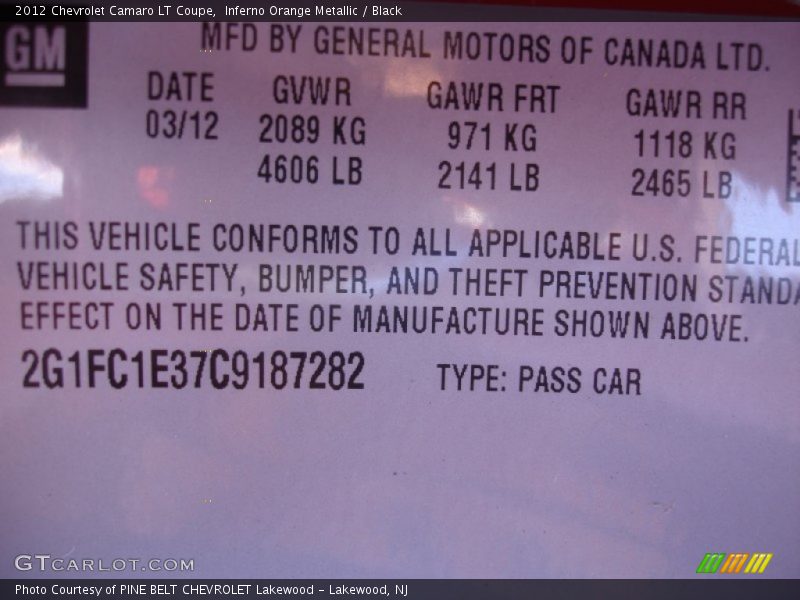 2012 Chevrolet Camaro LT Coupe,  Inferno Orange Metallic / Black
GM
MFD BY GENERAL MOTORS OF CANADA LTD.
DATE GVWR GAWR FRT GAWR RR
03/12 2089 KG 971 KG 1118 KG
4606 LB 2141 LB 2465 LB
THIS VEHICLE CONFORMS TO ALL APPLICABLE U.S. FEDERAL
VEHICLE SAFETY, BUMPER, AND THEFT PREVENTION STANDA
EFFECT ON THE DATE OF MANUFACTURE SHOWN ABOVE.
2G1FC1E37C9187282 TYPE: PASS CAR
GTCARLOT.COM
Photo Courtesy of PINE BELT CHEVROLET Lakewood – Lakewood, NJ